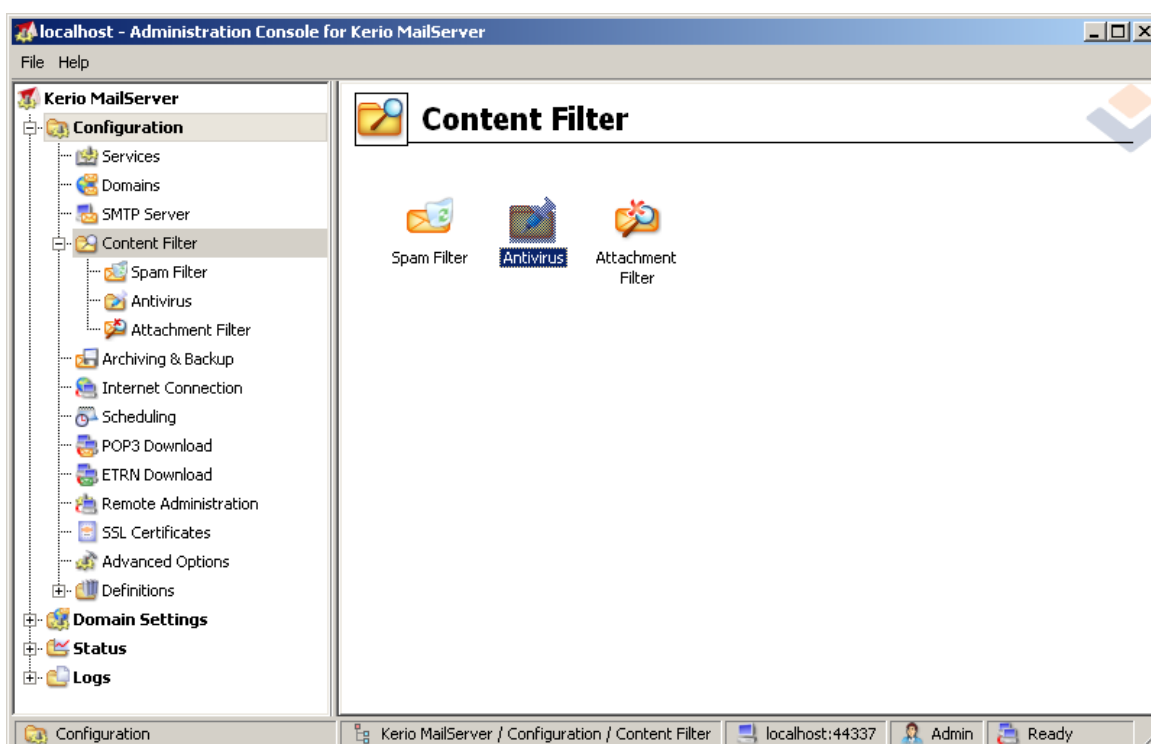 localhost - Administration Console for Kerio MailServer
File Help
Kerio MailServer
Configuration
Services
Domains
SMTP Server
Content Filter
Spam Filter
Antivirus
Attachment Filter
Archiving & Backup
Internet Connection
Scheduling
POP3 Download
ETRN Download
Remote Administration
SSL Certificates
Advanced Options
Definitions
Domain Settings
Status
Logs
Content Filter
Spam Filter
Antivirus
Attachment
Filter
Configuration
Kerio MailServer / Configuration / Content Filter
localhost:44337
Admin
Ready